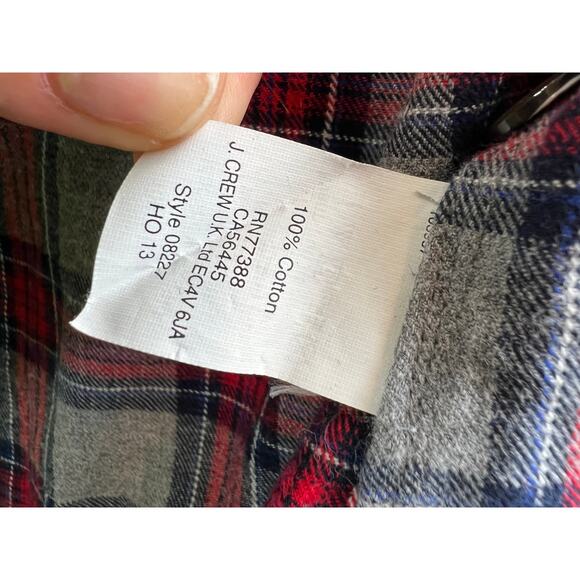 100% Cotton
RN77388
CA56445
J. CREW U.K. Ltd EC4V 6JA
Style 08227
HO 13